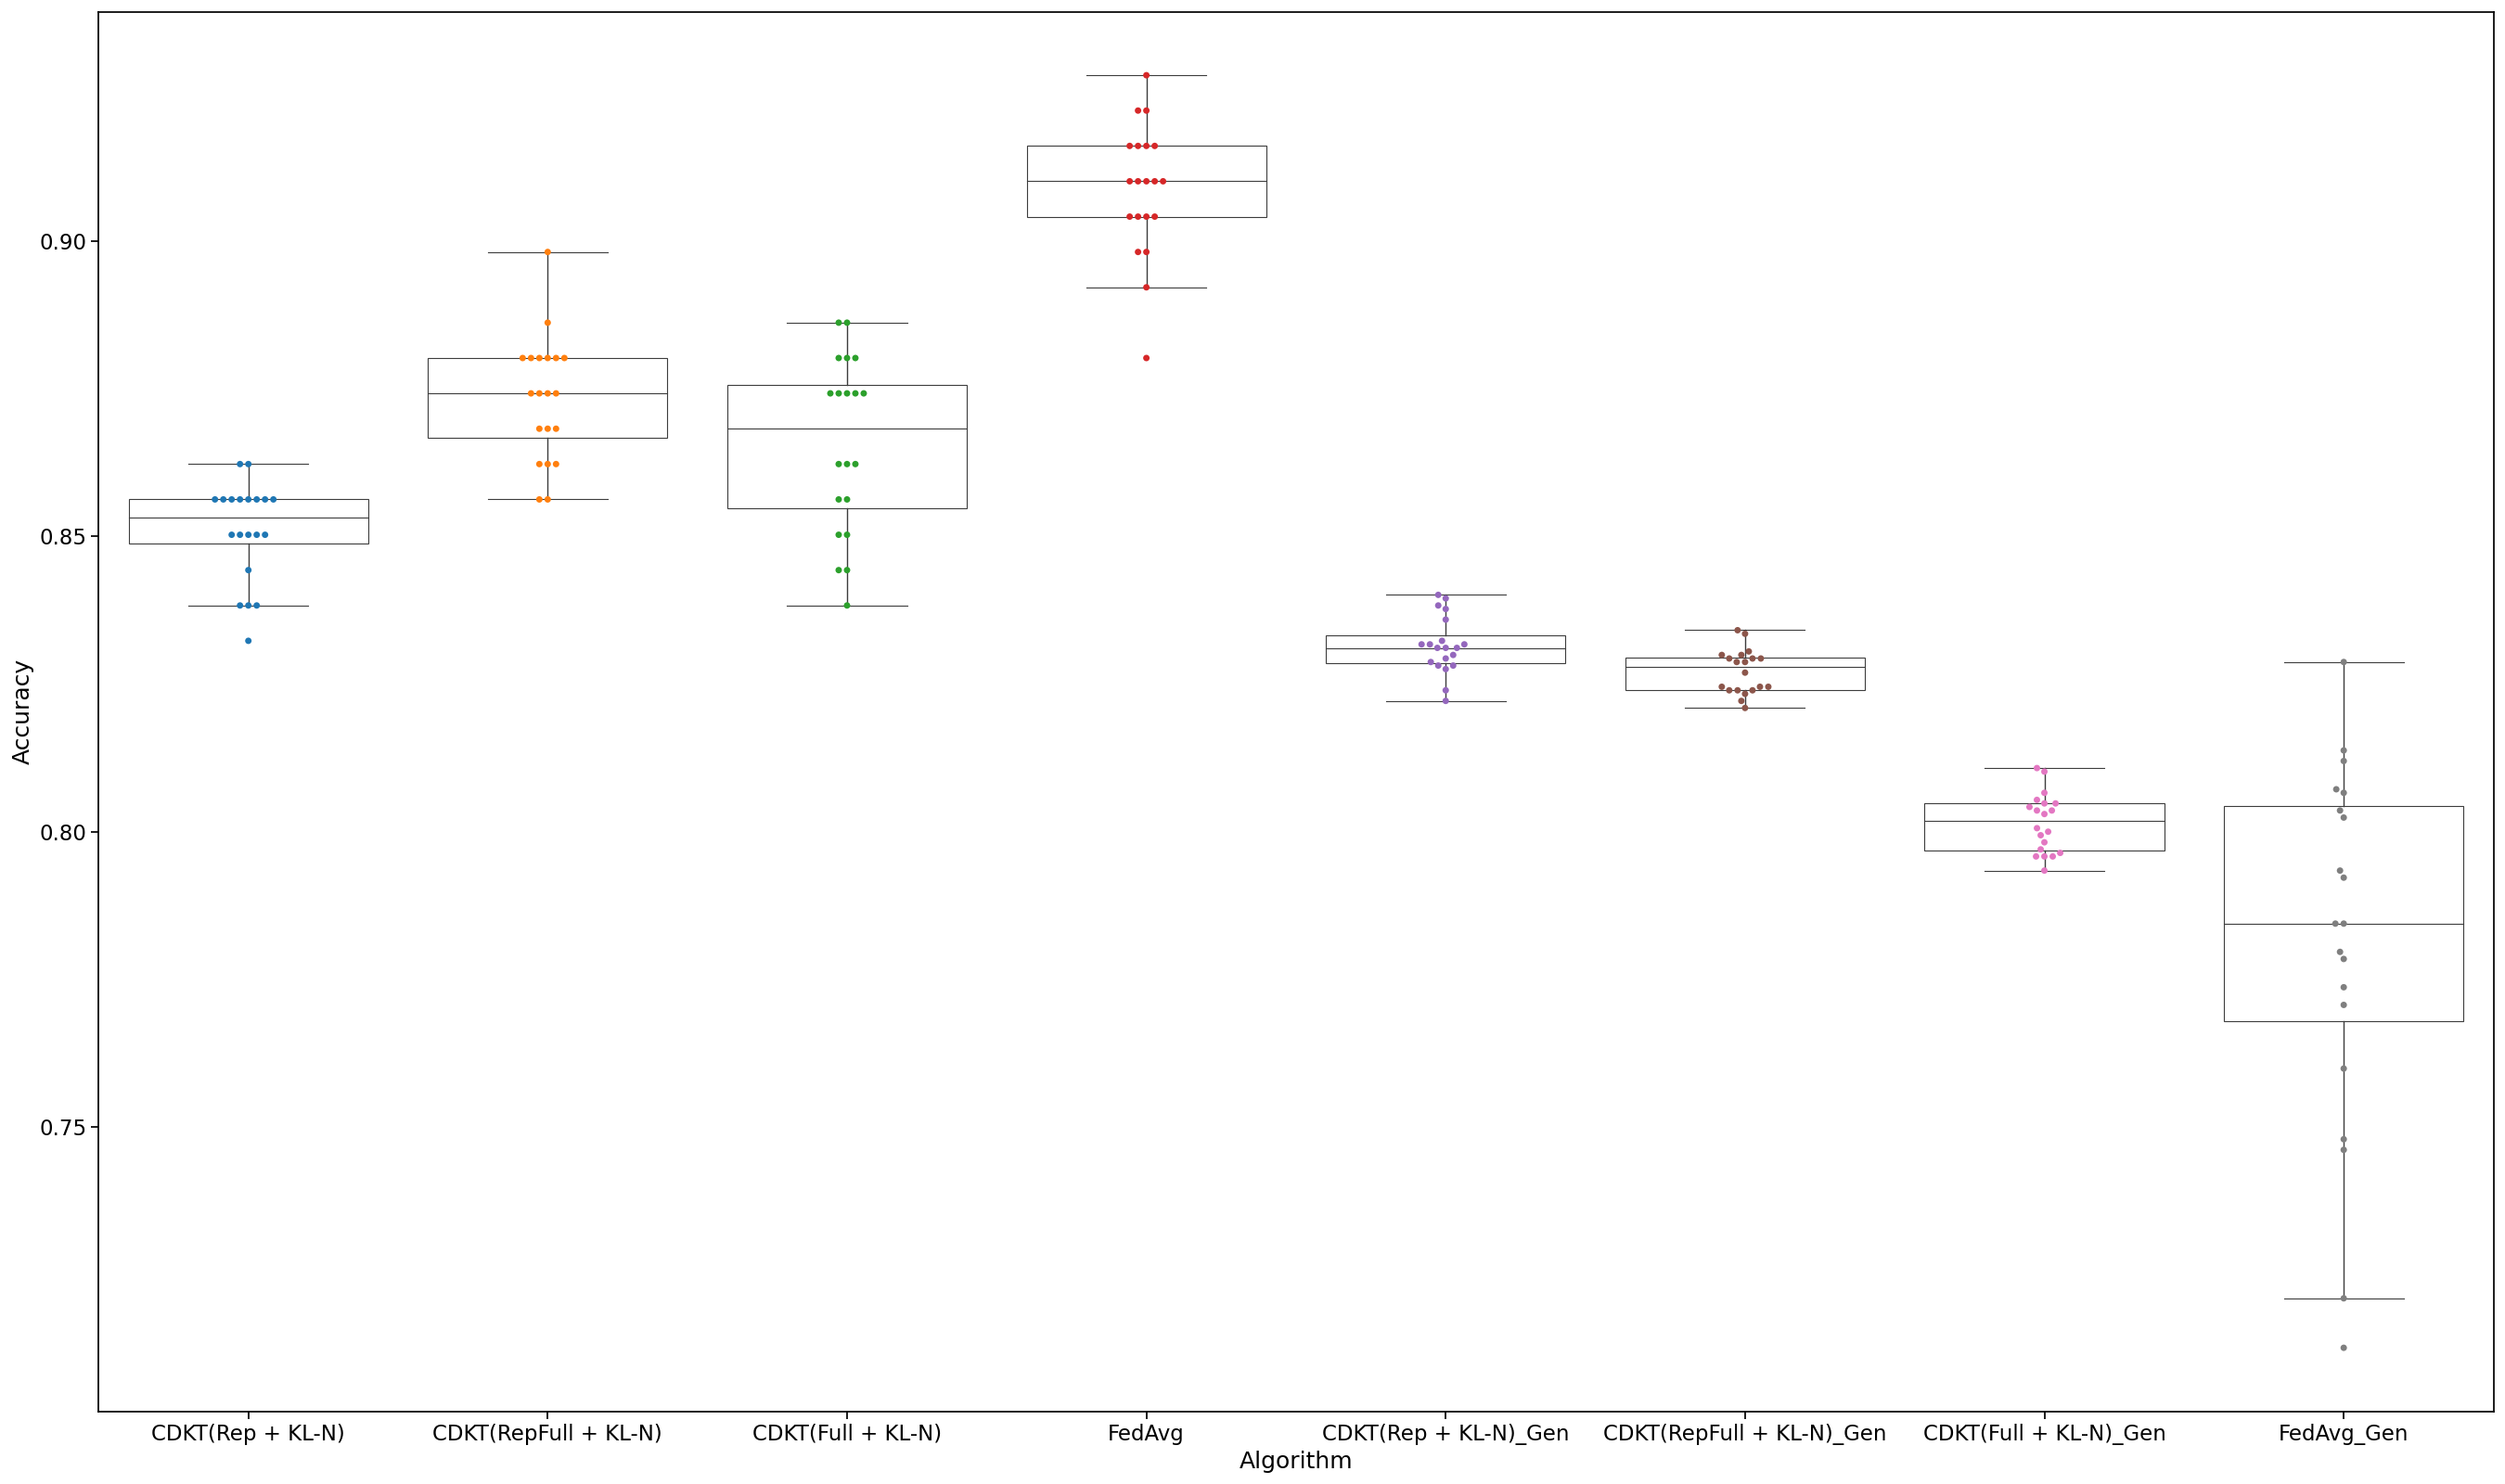 0.90
0.85
0.80
0.75
Accuracy
CDKT(Rep + KL-N)
CDKT(RepFull + KL-N)
CDKT(Full + KL-N)
FedAvg
CDKT(Rep + KL-N)_Gen
CDKT(RepFull + KL-N)_Gen
CDKT(Full + KL-N)_Gen
FedAvg_Gen
Algorithm